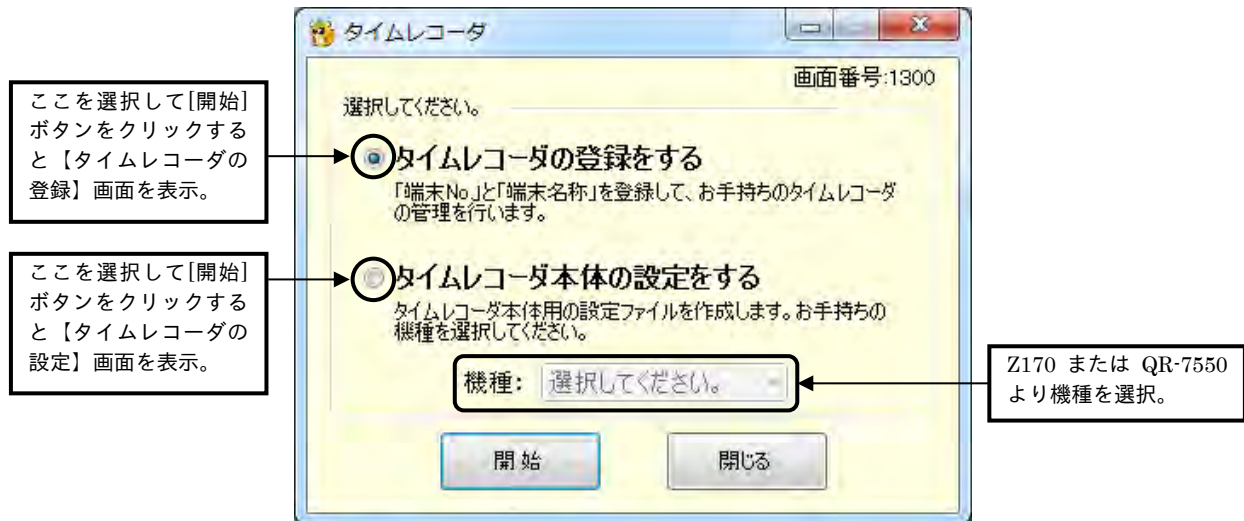 タイムレコーダ
画面番号:1300
選択してください。
ここを選択して[開始]
ボタンをクリックする
と【タイムレコーダの
登録】画面を表示。
タイムレコーダの登録をする
「端末No.」と「端末名称」を登録して、お手持ちのタイムレコーダ
の管理を行います。
ここを選択して[開始]
ボタンをクリックする
と【タイムレコーダの
設定】画面を表示。
タイムレコーダ本体の設定をする
タイムレコーダ本体用の設定ファイルを作成します。お手持ちの
機種を選択してください。
機種: 選択してください。
Z170 または QR-7550
より機種を選択。
開始
閉じる